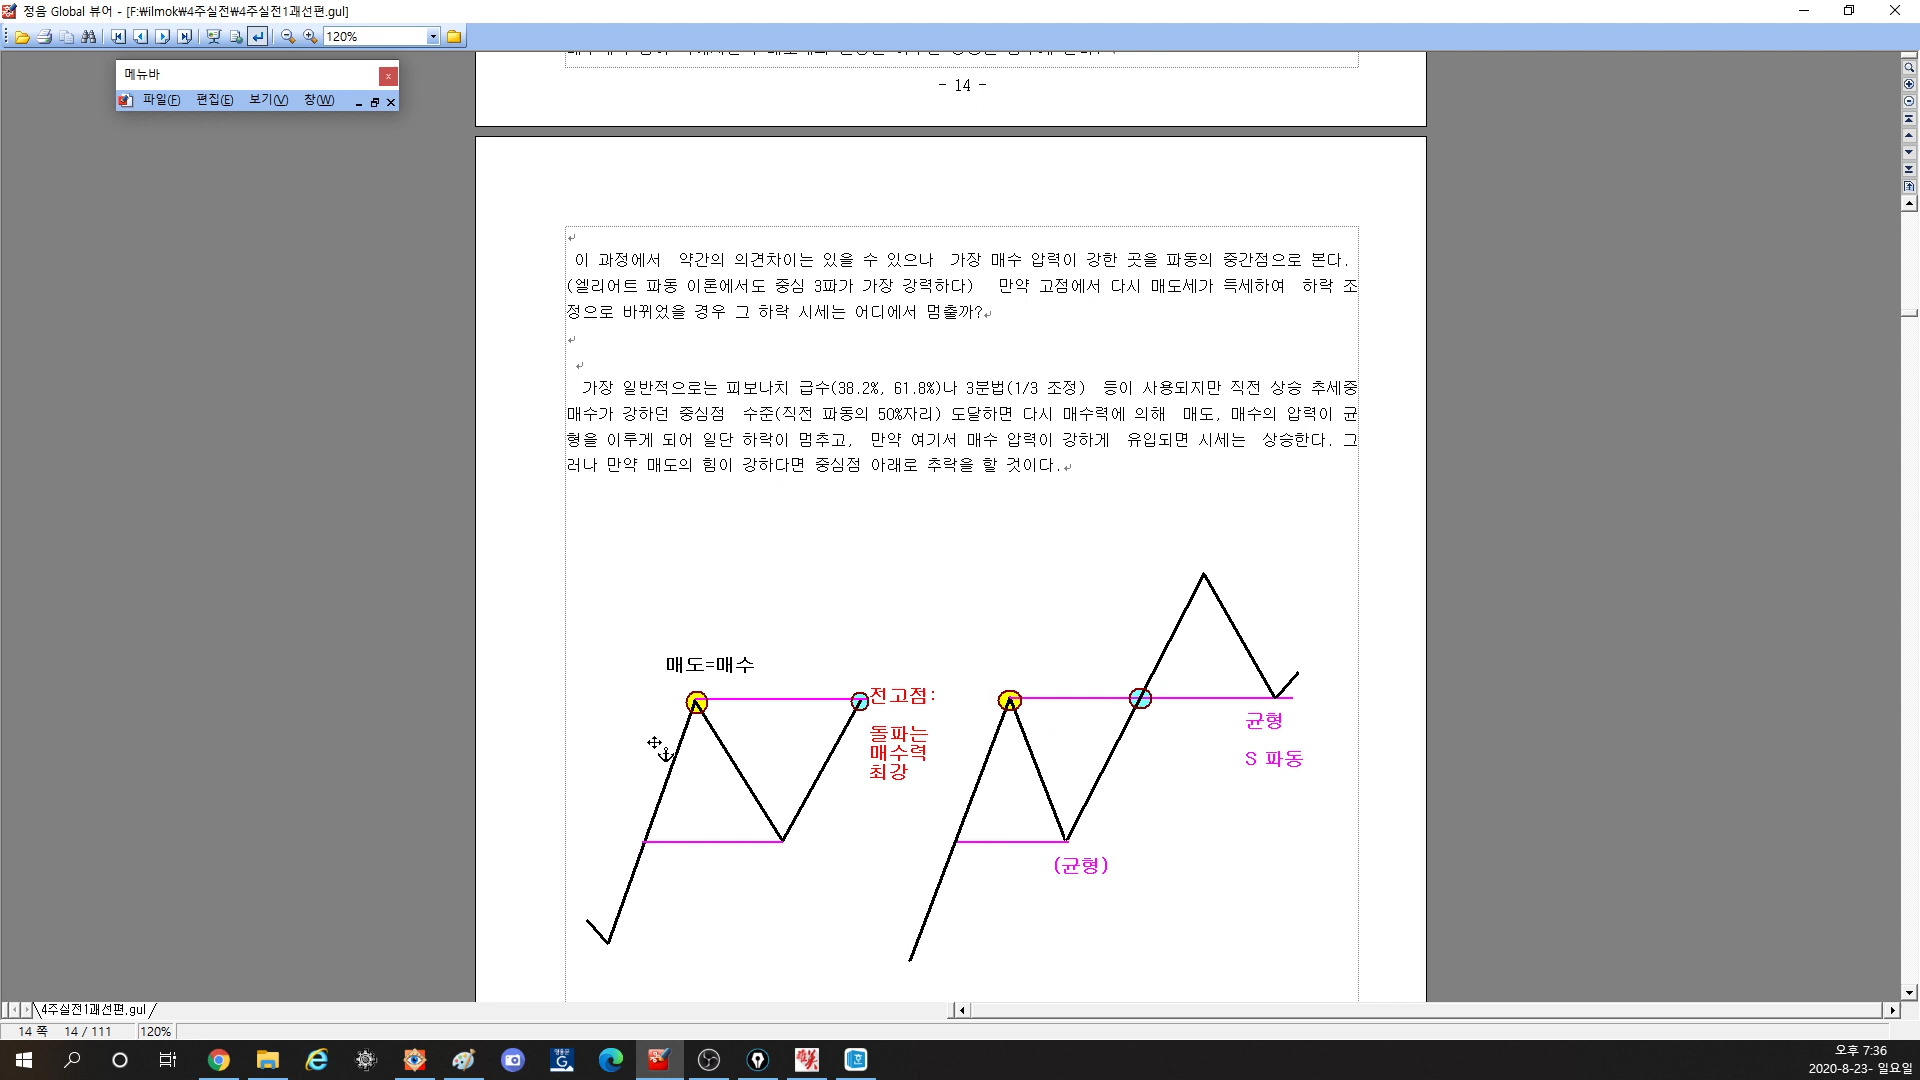 정음 Global 뷰어 - [F:₩ilmok₩4주실전₩4주실전1괘선편.gul]
120%
메뉴바
파일(F) 편집(E) 보기(V) 창(W)
- 14 -
이 과정에서 약간의 의견차이는 있을 수 있으나 가장 매수 압력이 강한 곳을 파동의 중간점으로 본다.
(엘리어트 파동 이론에서도 중심 3파가 가장 강력하다) 만약 고점에서 다시 매도세가 득세하여 하락 조
정으로 바뀌었을 경우 그 하락 시세는 어디에서 멈출까?
가장 일반적으로는 피보나치 급수(38.2%, 61.8%)나 3분법(1/3 조정) 등이 사용되지만 직전 상승 추세중
매수가 강하던 중심점 수준(직전 파동의 50%자리) 도달하면 다시 매수력에 의해 매도, 매수의 압력이 균
형을 이루게 되어 일단 하락이 멈추고, 만약 여기서 매수 압력이 강하게 유입되면 시세는 상승한다. 그
러나 만약 매도의 힘이 강하다면 중심점 아래로 추락을 할 것이다.
매도=매수
전고점:
돌파는
매수력
최강
균형
S 파동
(균형)
4주실전1괘선편.gul
14 쪽 14 / 111 120%
오후 7:36
2020-8-23- 일요일